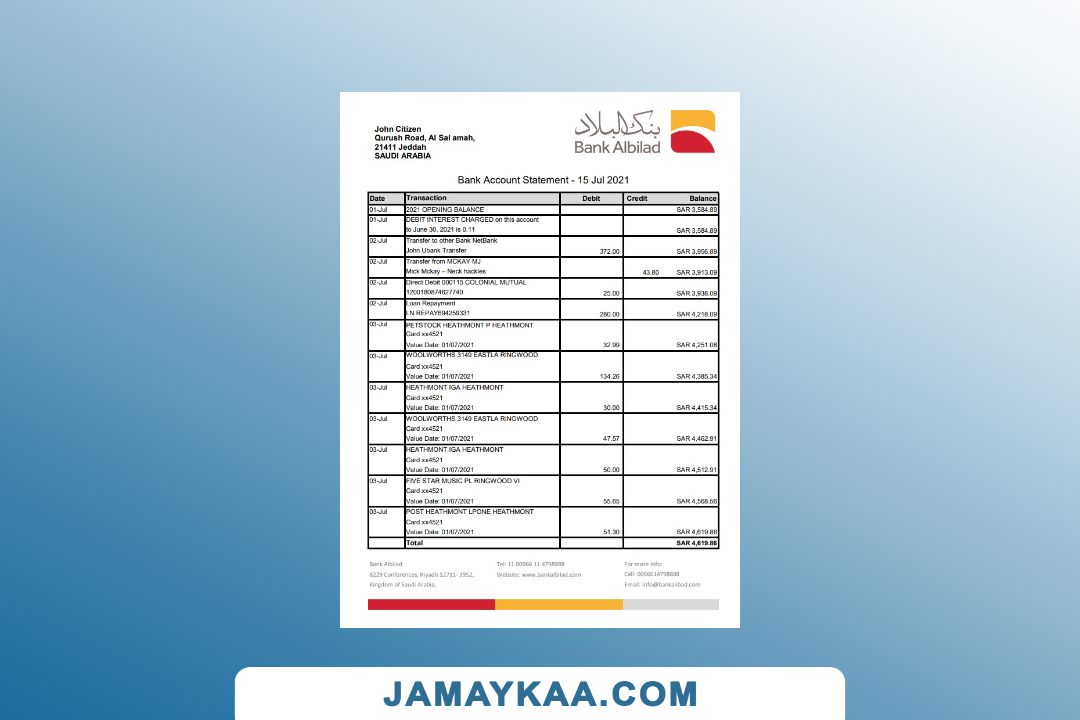 John Citizen
Qurush Road, Al Sal amah,
21411 Jeddah
SAUDI ARABIA
بنك البلاد
Bank Albilad
Bank Account Statement - 15 Jul 2021
Date Transaction Debit Credit Balance
01-Jul 2021 OPENING BALANCE SAR 3,584.89
01-Jul DEBIT INTEREST CHARGED on this account
to June 30, 2021 is 0.11 SAR 3,584.89
02-Jul Transfer to other Bank NetBank
John Ubank Transfer 372.00 SAR 3,956.89
02-Jul Transfer from MCKAY MJ
Mick Mckay – Neck hackles. 43.80 SAR 3,913.09
02-Jul Direct Debit 000115 COLONIAL MUTUAL
1200180874627740 25.00 SAR 3,938.09
02-Jul Loan Repayment
LN REPAY694259331 280.00 SAR 4,218.09
03-Jul PETSTOCK HEATHMONT P HEATHMONT
Card xx4521
Value Date: 01/07/2021 32.99 SAR 4,251.08
03-Jul WOOLWORTHS 3149 EASTLA RINGWOOD
Card xx4521
Value Date: 01/07/2021 134.26 SAR 4,385.34
03-Jul HEATHMONT IGA HEATHMONT
Card xx4521
Value Date: 01/07/2021 30.00 SAR 4,415.34
03-Jul WOOLWORTHS 3149 EASTLA RINGWOOD
Card xx4521
Value Date: 01/07/2021 47.57 SAR 4,462.91
03-Jul HEATHMONT IGA HEATHMONT
Card xx4521
Value Date: 01/07/2021 50.00 SAR 4,512.91
03-Jul FIVE STAR MUSIC PL RINGWOOD VI
Card xx4521
Value Date: 01/07/2021 55.65 SAR 4,568.56
03-Jul POST HEATHMONT LPONE HEATHMONT
Card xx4521
Value Date: 01/07/2021 51.30 SAR 4,619.86
Total SAR 4,619.86
Bank Albilad Tel: 11 00966 11 4798888 For more info:
8229 Conferences, Riyadh 12711- 3952, Website: www.bankalbilad.com Call: 0096614798888
Kingdom of Saudi Arabia, Email: info@bankalibad.com
JAMAYKAA.COM